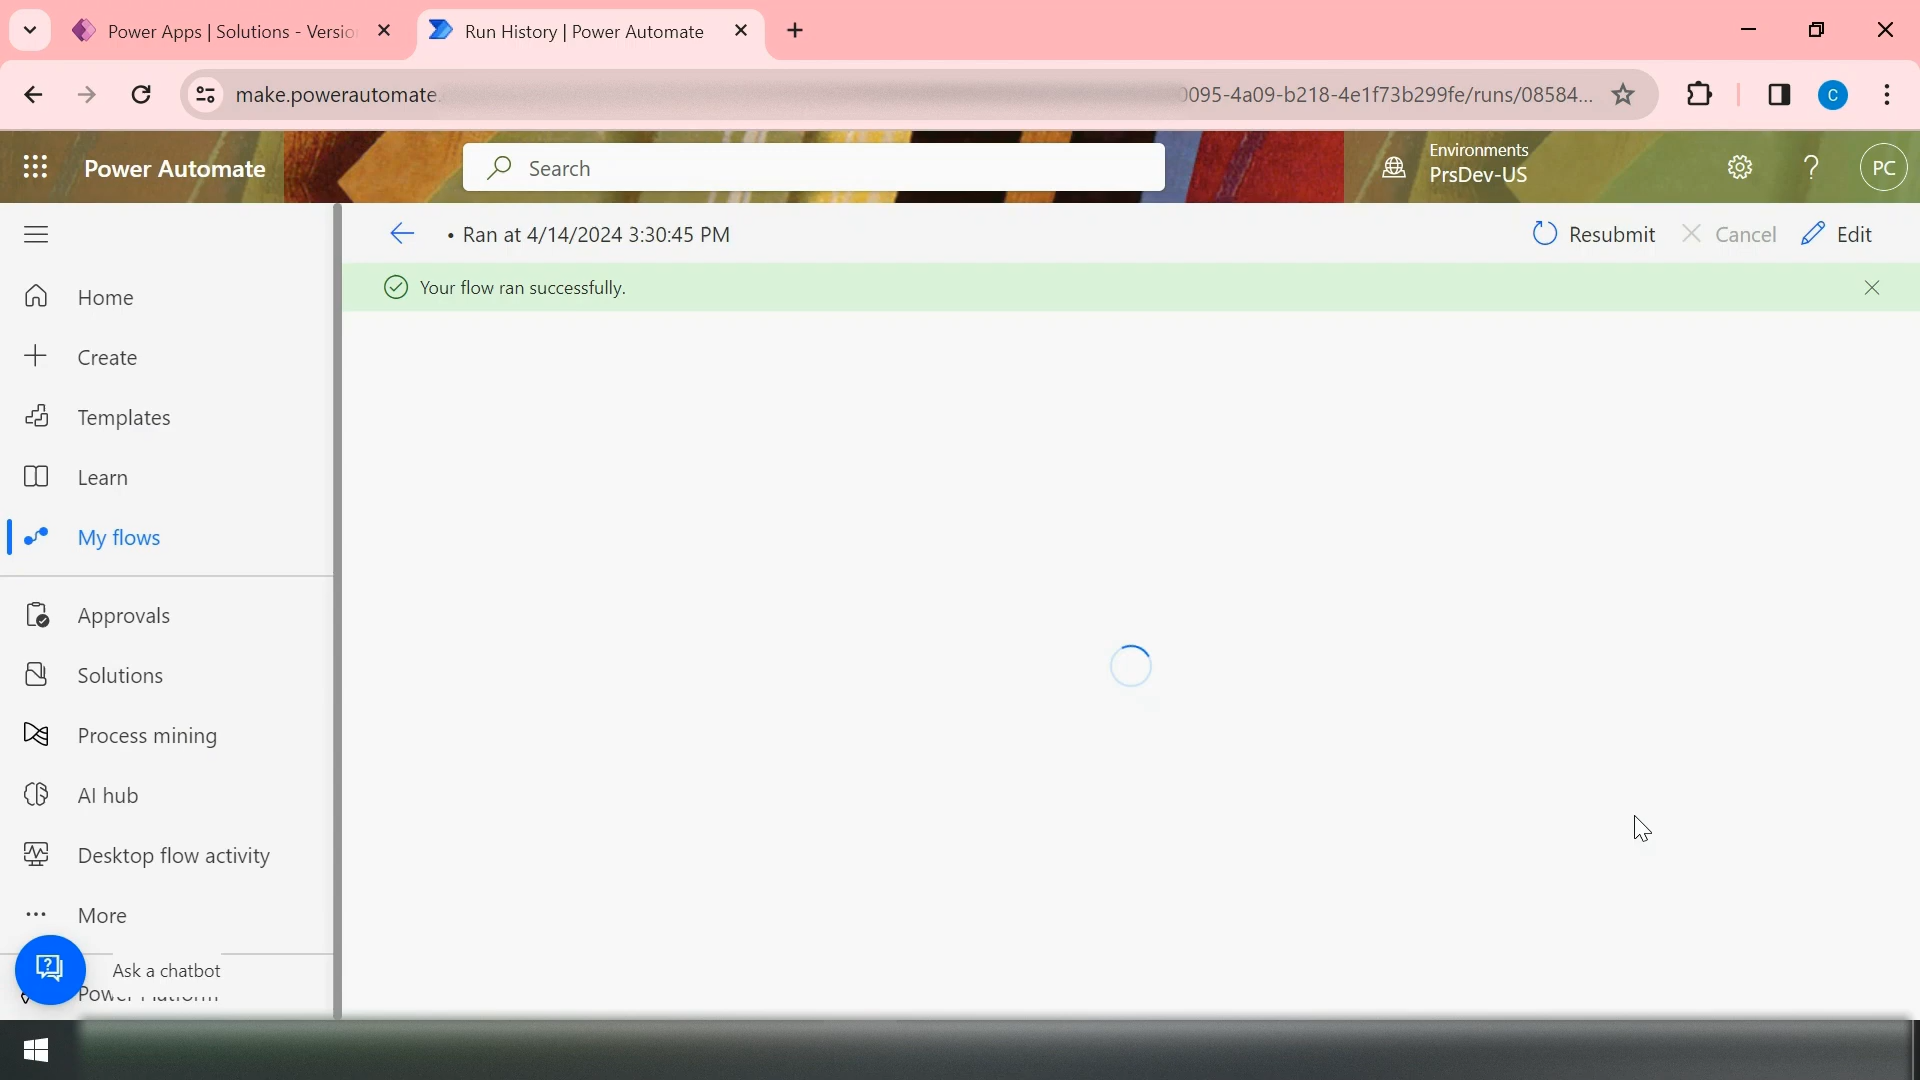 Power Apps | Solutions - Versio
Run History | Power Automate
make.powerautomate. 0095-4a09-b218-4e1f73b299fe/runs/08584...
C
Power Automate
Search
Environments
PrsDev-US
?
PC
• Ran at 4/14/2024 3:30:45 PM
Resubmit
Cancel
Edit
Your flow ran successfully.
Home
Create
Templates
Learn
My flows
Approvals
Solutions
Process mining
AI hub
Desktop flow activity
More
Ask a chatbot